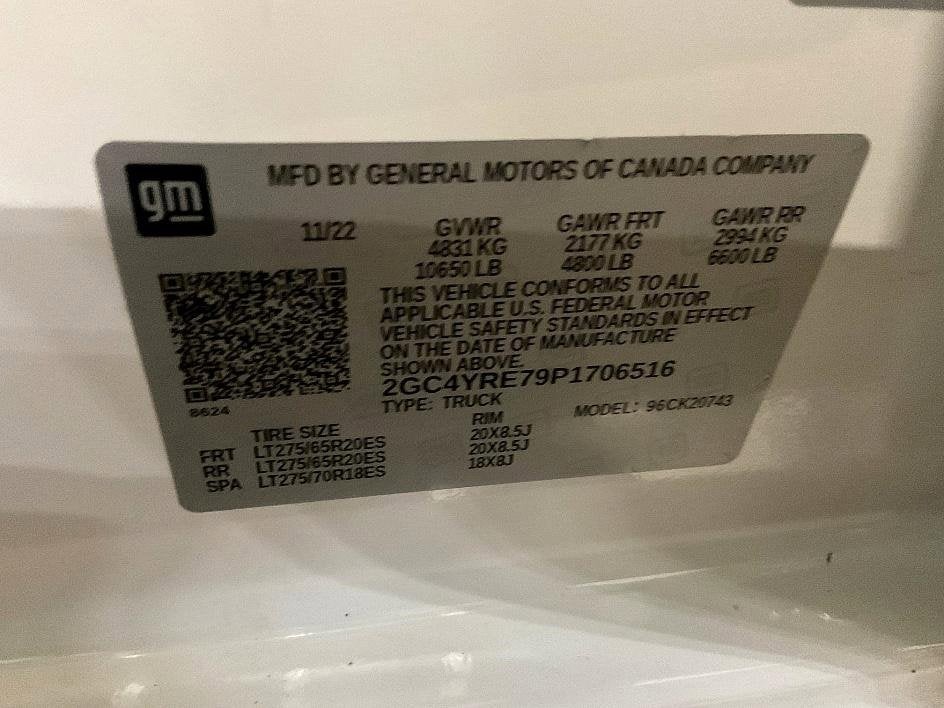 gm
MFD BY GENERAL MOTORS OF CANADA COMPANY
11/22 GVWR GAWR FRT GAWR RR
4831 KG 2177 KG 2994 KG
10650 LB 4800 LB 6600 LB
THIS VEHICLE CONFORMS TO ALL
APPLICABLE U.S. FEDERAL MOTOR
VEHICLE SAFETY STANDARDS IN EFFECT
ON THE DATE OF MANUFACTURE
SHOWN ABOVE.
2GC4YRE79P1706516
8624 TYPE: TRUCK MODEL: 96CK20743
TIRE SIZE RIM
FRT LT275/65R20ES 20X8.5J
RR LT275/65R20ES 20X8.5J
SPA LT275/70R18ES 18X8J